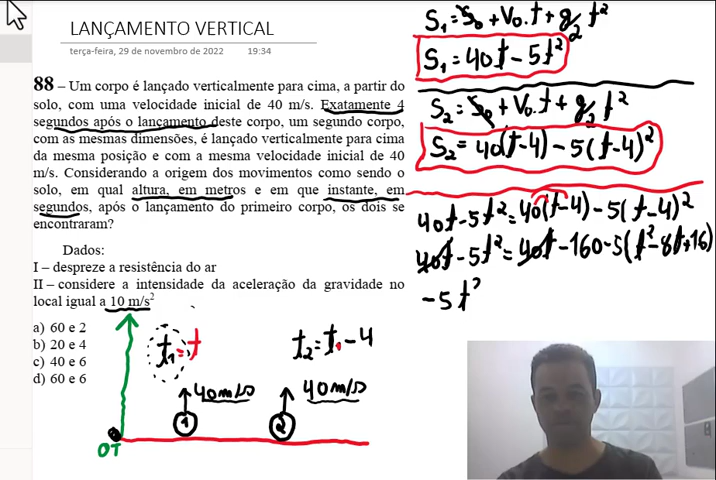 LANÇAMENTO VERTICAL
terça-feira, 29 de novembro de 2022 19:34
88 – Um corpo é lançado verticalmente para cima, a partir do
solo, com uma velocidade inicial de 40 m/s. Exatamente 4
segundos após o lançamento deste corpo, um segundo corpo,
com as mesmas dimensões, é lançado verticalmente para cima
da mesma posição e com a mesma velocidade inicial de 40
m/s. Considerando a origem dos movimentos como sendo o
solo, em qual altura, em metros e em que instante, em
segundos, após o lançamento do primeiro corpo, os dois se
encontraram?
Dados:
I – despreze a resistência do ar
II – considere a intensidade da aceleração da gravidade no
local igual a 10 m/s²
a) 60 e 2
b) 20 e 4
c) 40 e 6
d) 60 e 6
t₁=t
t₂=t₁-4
40m/s
40m/s
1
2
OT
S₁=S₀+V₀.t+g/2 t²
S₁=40t-5t²
S₂=S₀+V₀.t+g/2 t²
S₂=40(t-4)-5(t-4)²
40t-5t²=40(t-4)-5(t-4)²
40t-5t²=40t-160-5(t²-8t+16)
-5t²